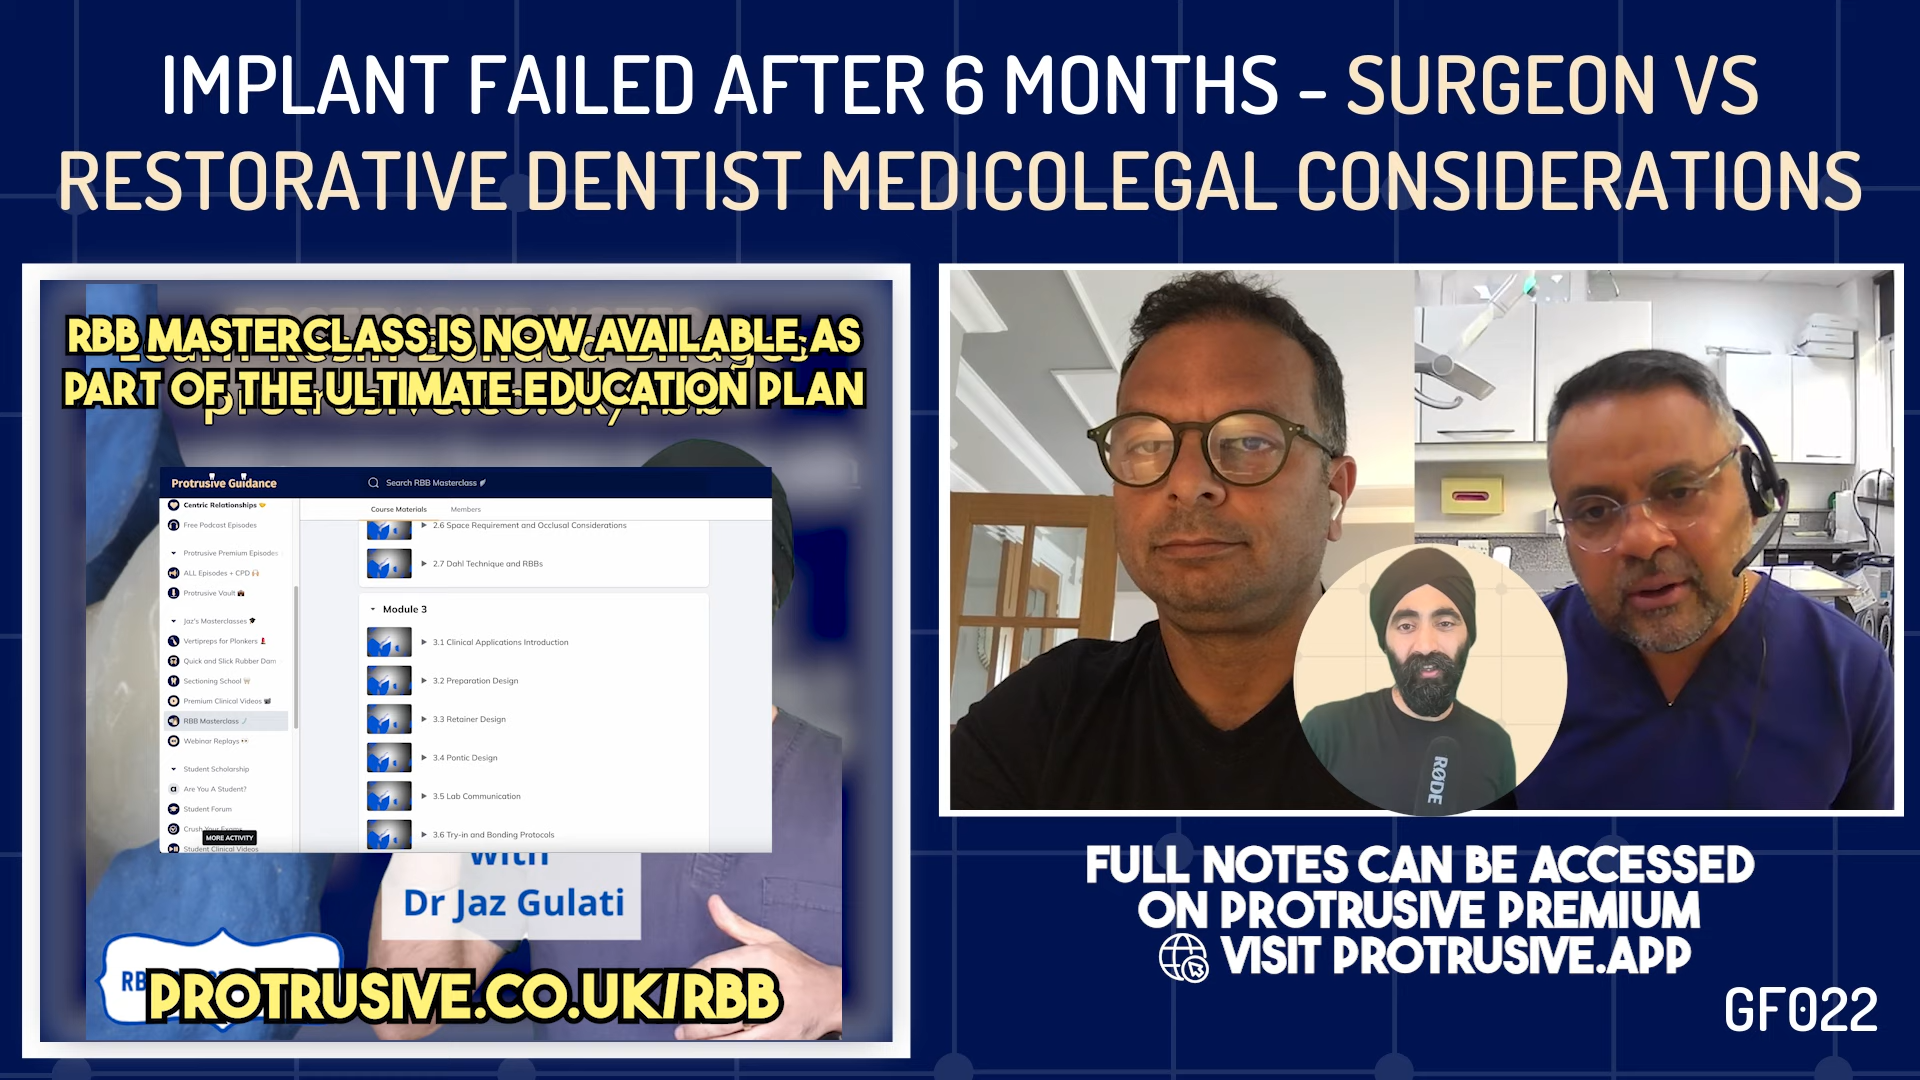 IMPLANT FAILED AFTER 6 MONTHS - SURGEON VS
RESTORATIVE DENTIST MEDICOLEGAL CONSIDERATIONS
RBB MASTERCLASS IS NOW AVAILABLE AS
PART OF THE ULTIMATE EDUCATION PLAN
Protrusive Guidance
Search RBB Masterclass
Centric Relationships
Free Podcast Episodes
Protrusive Premium Episodes
ALL Episodes + CPD
Protrusive Vault
Jaz's Masterclasses
Vertipreps for Plonkers
Quick and Slick Rubber Dam
Sectioning School
Premium Clinical Videos
RBB Masterclass
Webinar Replays
Student Scholarship
Are You A Student?
Student Forum
Crush Your Exams
MORE ACTIVITY
Student Clinical Videos
Course Materials
Members
2.6 Space Requirement and Occlusal Considerations
2.7 Dahl Technique and RBBs
Module 3
3.1 Clinical Applications Introduction
3.2 Preparation Design
3.3 Retainer Design
3.4 Pontic Design
3.5 Lab Communication
3.6 Try-in and Bonding Protocols
with
Dr Jaz Gulati
PROTRUSIVE.CO.UK/RBB
RØDE
FULL NOTES CAN BE ACCESSED
ON PROTRUSIVE PREMIUM
VISIT PROTRUSIVE.APP
GF022